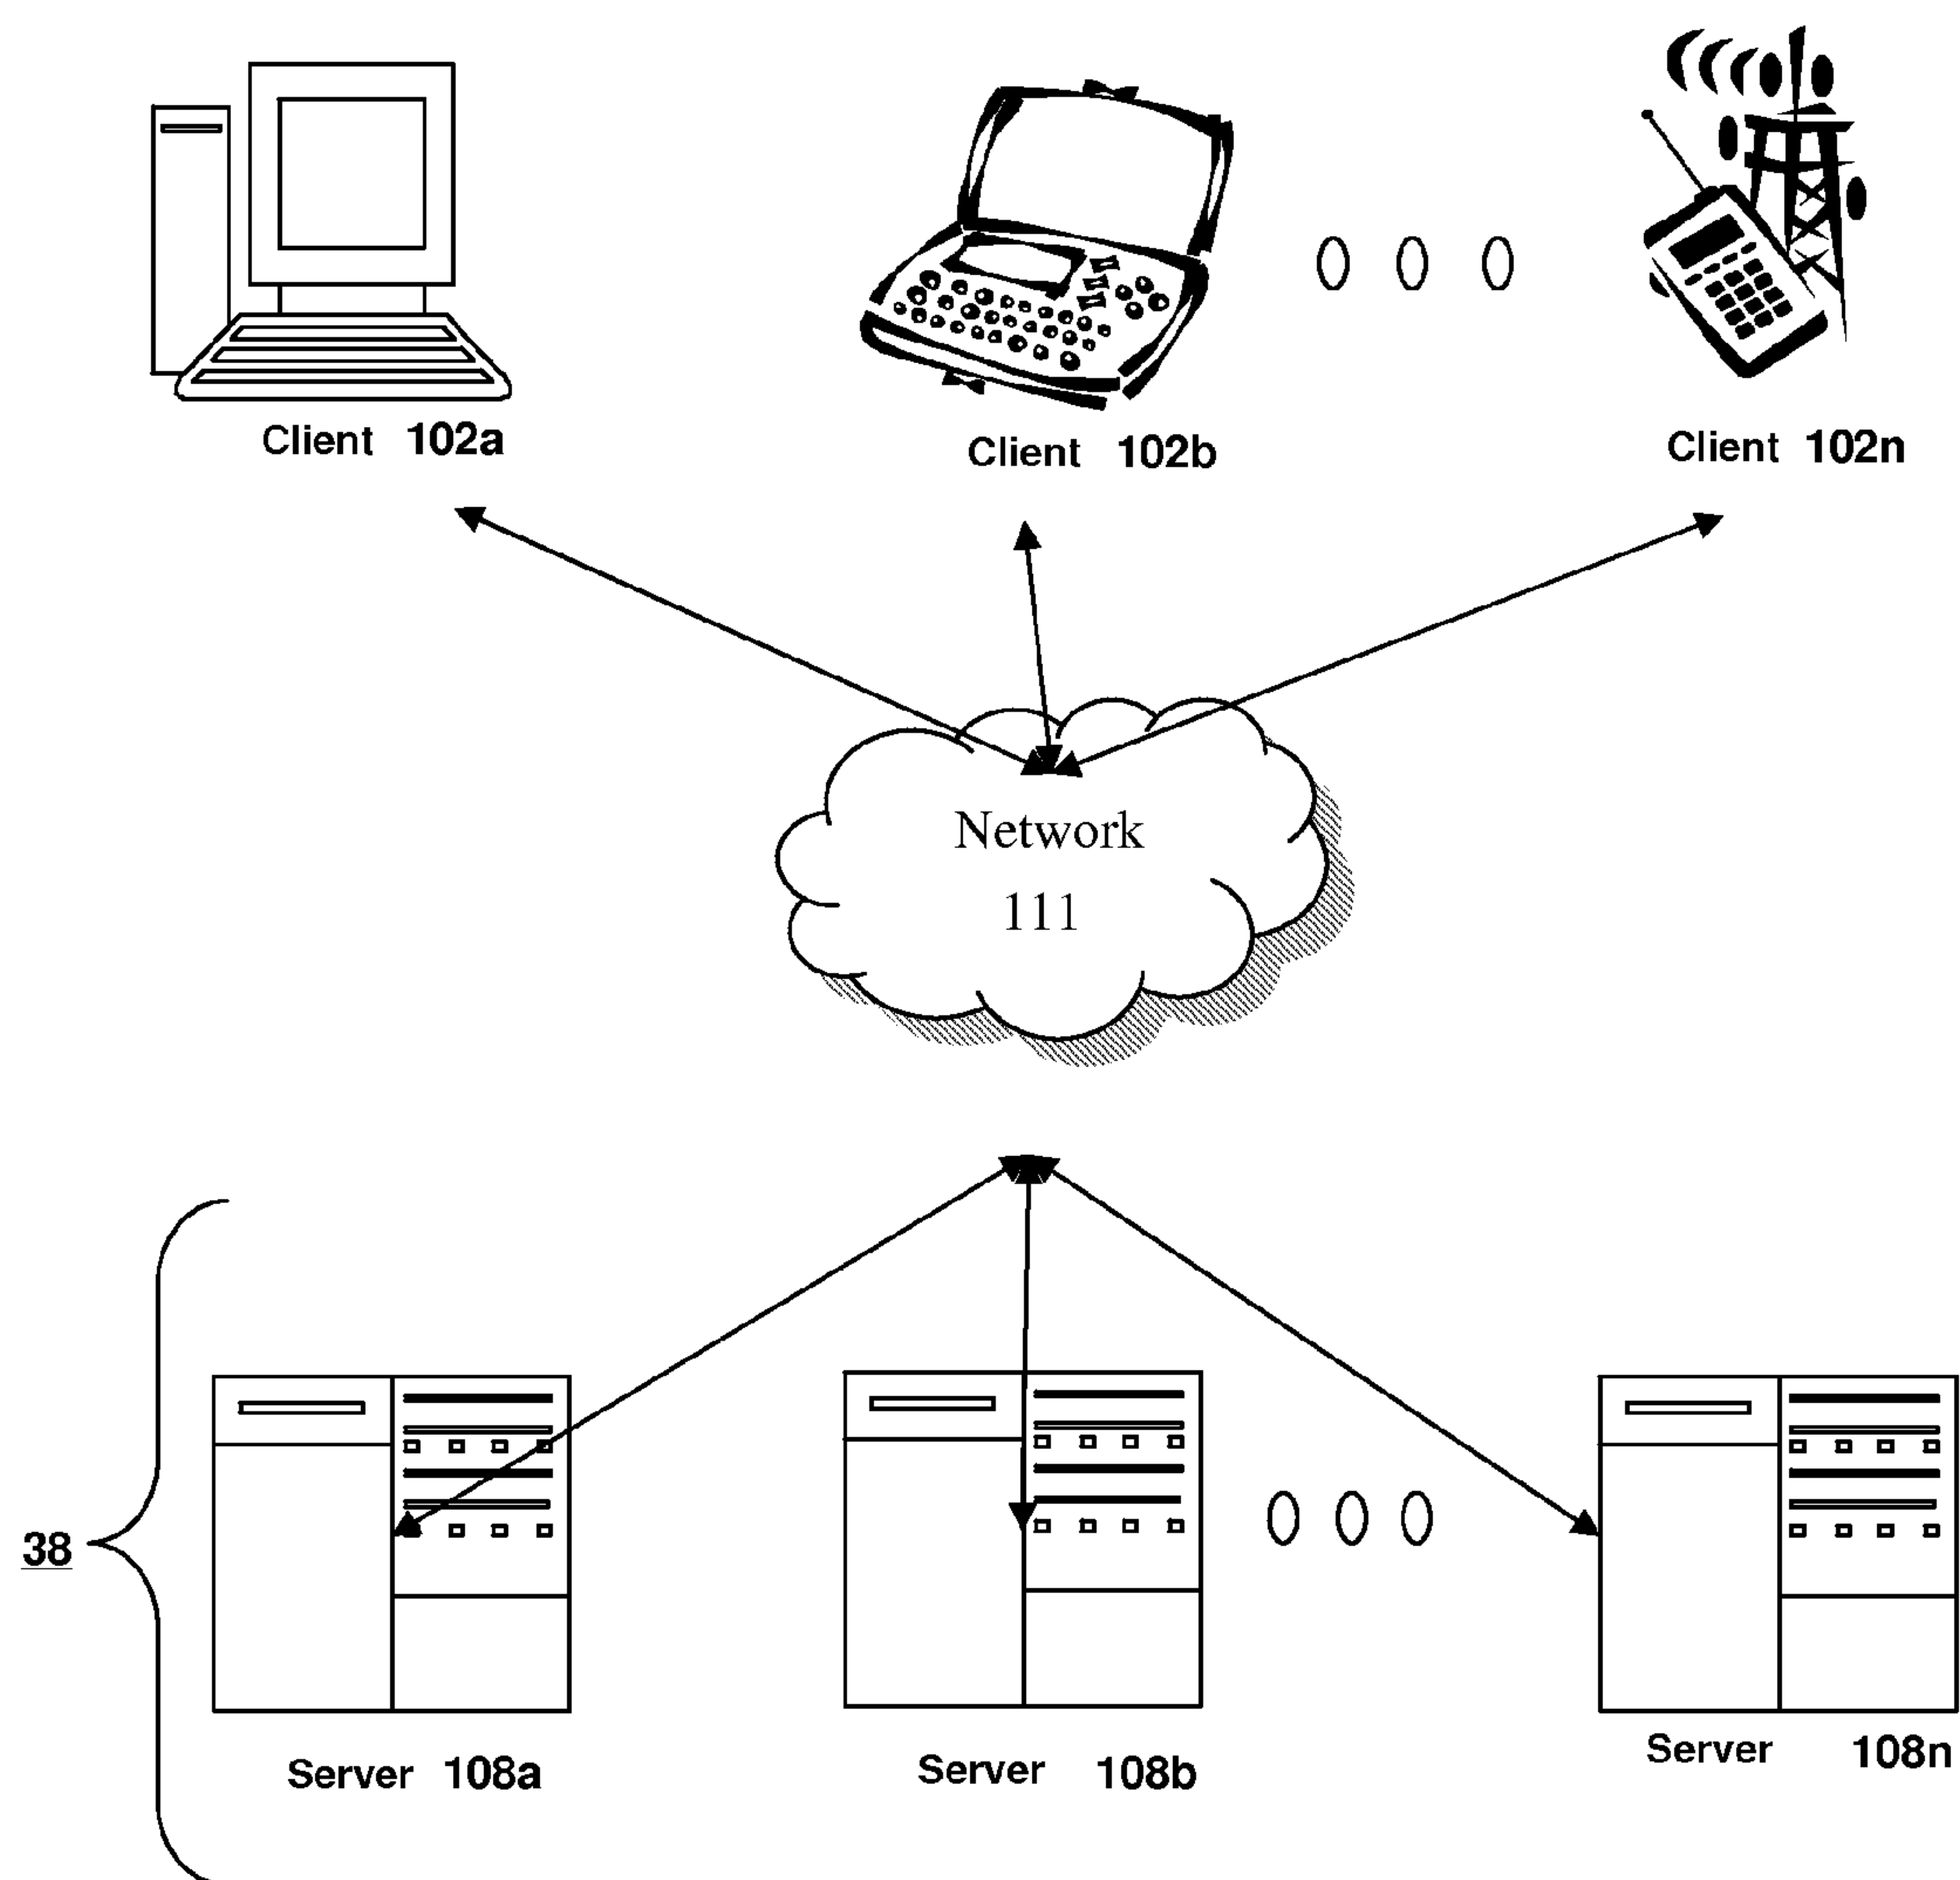 Client 102a
Client 102b
Client 102n
Network
111
38
Server 108a
Server 108b
Server 108n